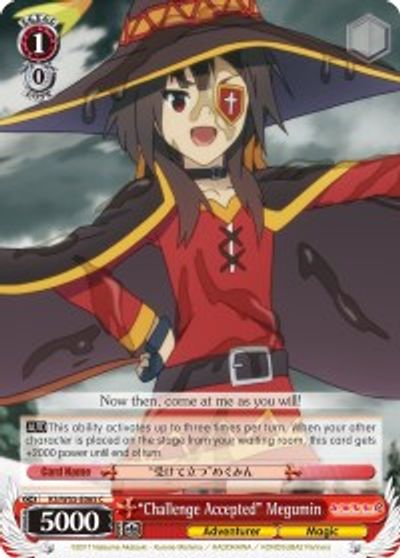 1
0
Now then, come at me as you will!
This ability activates up to three times per turn. When your other
character is placed on the stage from your waiting room, this card gets
+2000 power until end of turn.
Card Name
"受けて立つ"めぐみん
5000
"Challenge Accepted" Megumin
Adventurer
Magic